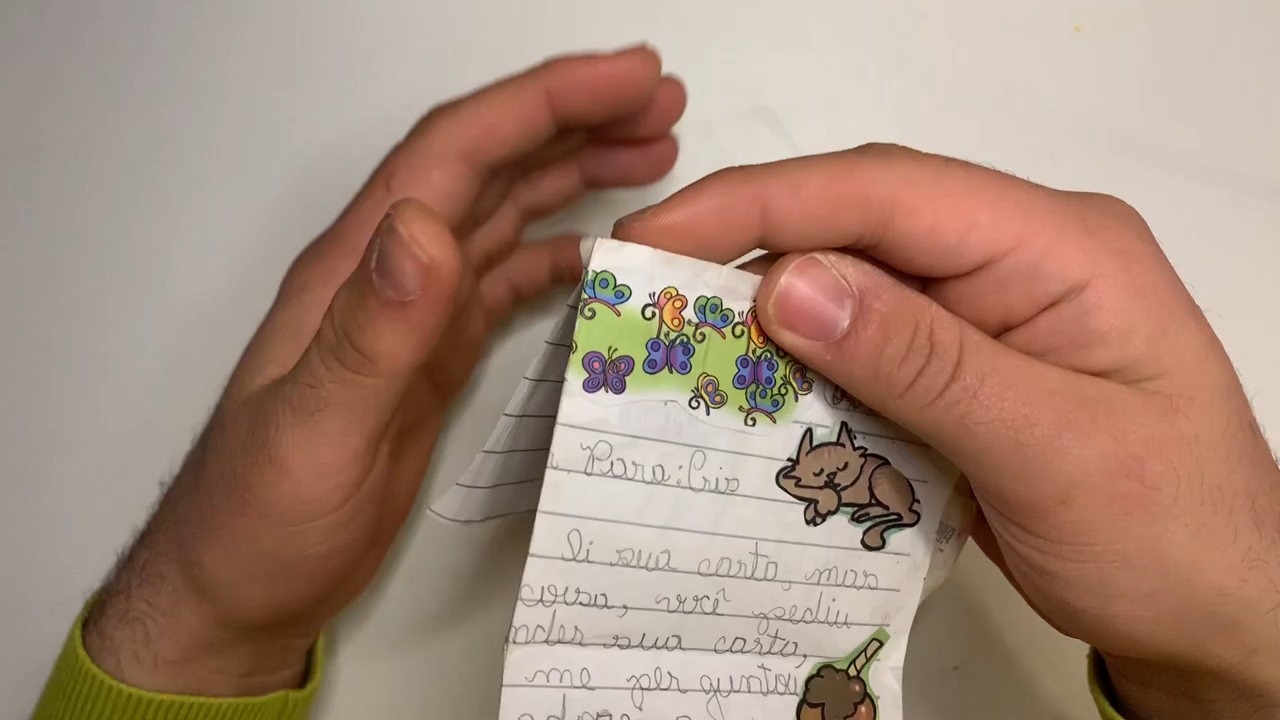 Para: Cris
li sua carta, mas
coisa, você pediu
nder sua carta,
me perguntou